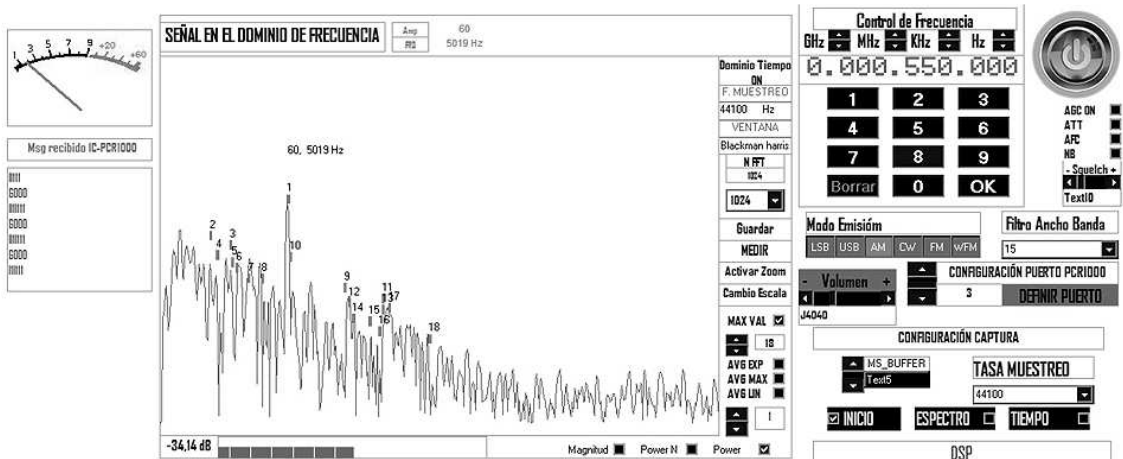 1 3 5 7 9 +20 +60
Msg recibido IC-PCR1000
G000
G000
G000
SEÑAL EN EL DOMINIO DE FRECUENCIA
Amp 60
FRQ 5019 Hz
60, 5019 Hz
1
2
3
4
5
6
7
8
9
10
11
12
13
14
15
16
17
18
-34,14 dB
Magnitud
Power N
Power
Dominio Tiempo
ON
F. MUESTREO
44100 Hz
VENTANA
Blackman harris
N FFT
1024
1024
Guardar
MEDIR
Activar Zoom
Cambio Escala
MAX VAL
18
AVG EXP
AVG MAX
AVG LIN
1
Control de Frecuencia
GHz MHz KHz Hz
0.000.550.000
1 2 3
4 5 6
7 8 9
Borrar 0 OK
AGC ON
ATT
AFC
NB
- Squelch +
Text10
Modo Emisióm
LSB USB AM CW FM WFM
Filtro Ancho Banda
15
- Volumen +
J4040
CONFIGURACIÓN PUERTO PCR1000
3 DEFINIR PUERTO
CONFIGURACIÓN CAPTURA
MS_BUFFER
Text5
TASA MUESTREO
44100
INICIO ESPECTRO TIEMPO
DSP